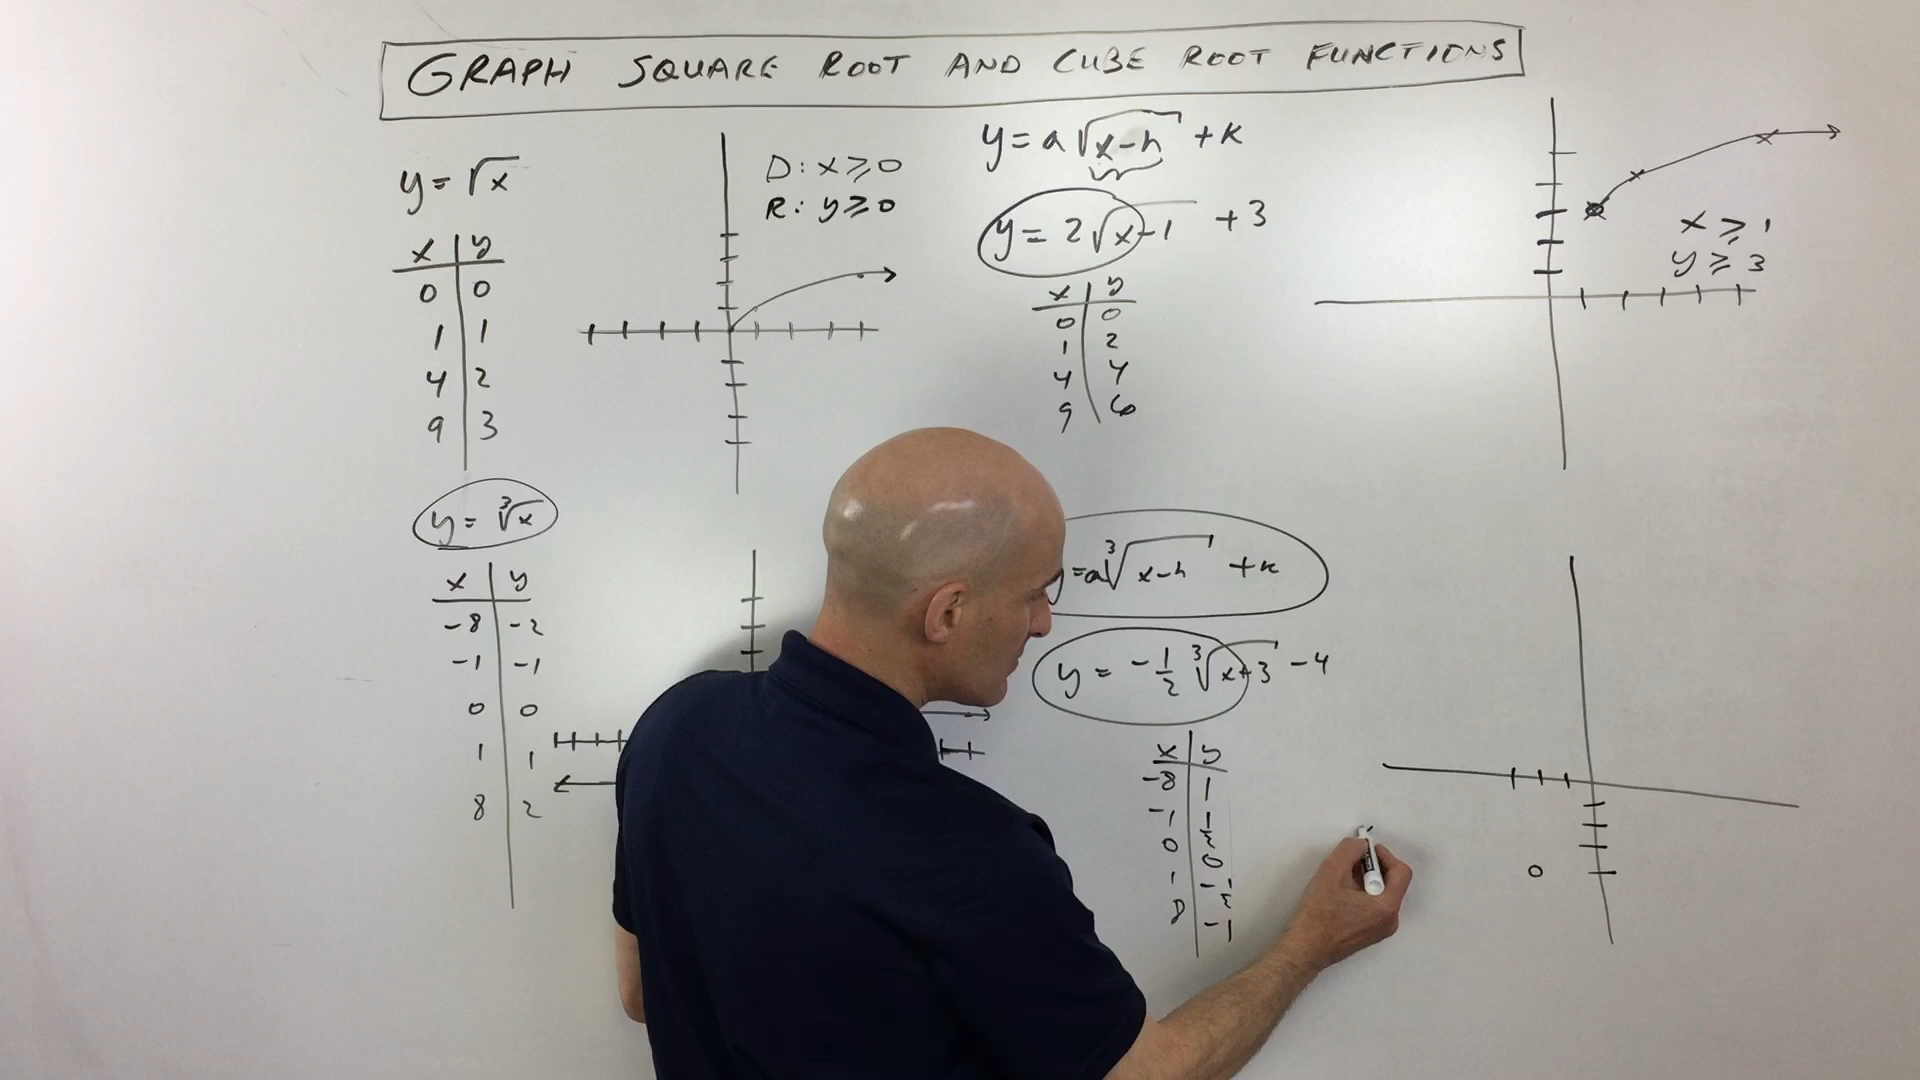 GRAPH SQUARE ROOT AND CUBE ROOT FUNCTIONS
y = √x
x y
0 0
1 1
4 2
9 3
D: x ≥ 0
R: y ≥ 0
y = a√x-h + k
y = 2√x-1 + 3
x y
0 0
1 2
4 4
9 6
x ≥ 1
y ≥ 3
y = ∛x
x y
-8 -2
-1 -1
0 0
1 1
8 2
=a∛x-h + k
y = -1/2 ∛x+3 - 4
x y
-8 1
-1 1/2
0 0
1 -1/2
8 -1